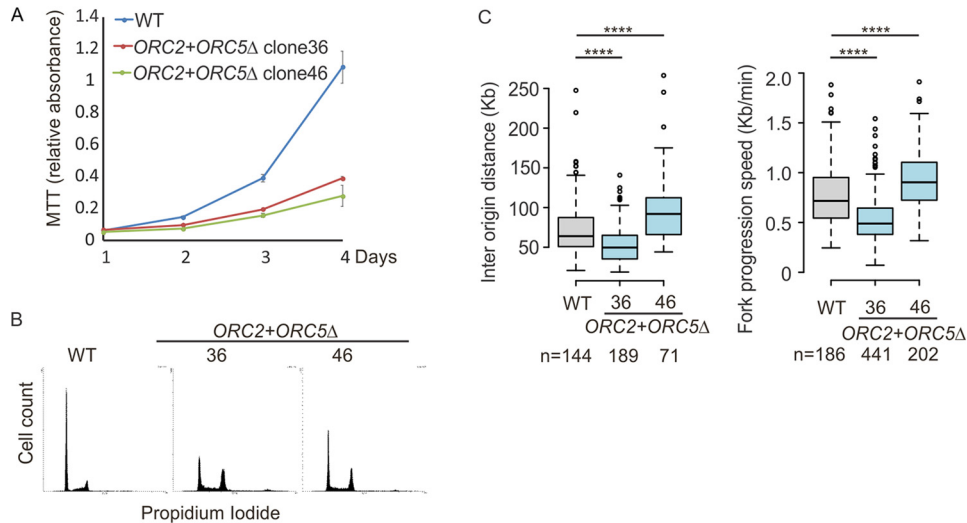 A
MTT (relative absorbance)
1.4
1.2
1
0.8
0.6
0.4
0.2
0
1 2 3 4 Days
WT
ORC2+ORC5Δ clone36
ORC2+ORC5Δ clone46
B
ORC2+ORC5Δ
WT 36 46
Cell count
Propidium Iodide
C
****
****
Inter origin distance (Kb)
250
200
150
100
50
WT 36 46
ORC2+ORC5Δ
n=144 189 71
****
****
Fork progression speed (Kb/min)
2.0
1.5
1.0
0.5
0
WT 36 46
ORC2+ORC5Δ
n=186 441 202